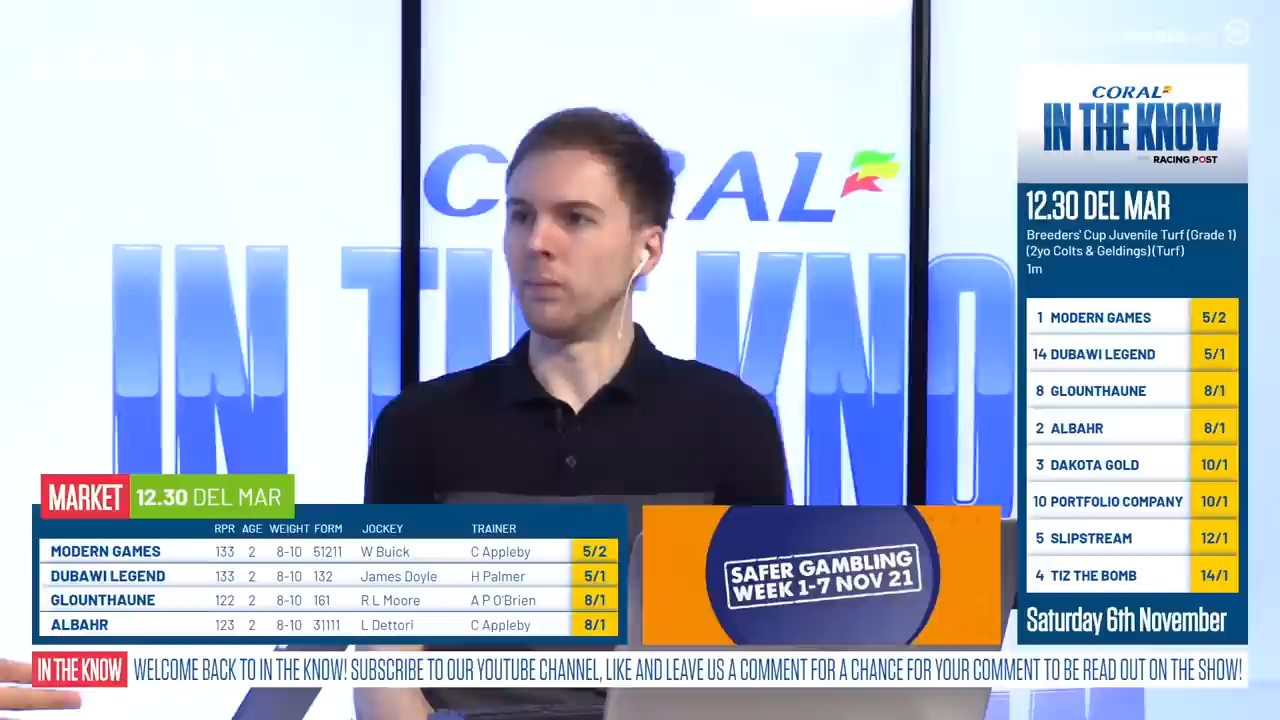 CORAL
IN THE KNOW
CORAL
IN THE KNOW
RACING POST
12.30 DEL MAR
Breeders' Cup Juvenile Turf (Grade 1)
(2yo Colts & Geldings)(Turf)
1m
1 MODERN GAMES 5/2
14 DUBAWI LEGEND 5/1
8 GLOUNTHAUNE 8/1
2 ALBAHR 8/1
3 DAKOTA GOLD 10/1
10 PORTFOLIO COMPANY 10/1
5 SLIPSTREAM 12/1
4 TIZ THE BOMB 14/1
Saturday 6th November
MARKET 12.30 DEL MAR
RPR AGE WEIGHT FORM JOCKEY TRAINER
MODERN GAMES 133 2 8-10 51211 W Buick C Appleby 5/2
DUBAWI LEGEND 133 2 8-10 132 James Doyle H Palmer 5/1
GLOUNTHAUNE 122 2 8-10 161 R L Moore A P O'Brien 8/1
ALBAHR 123 2 8-10 31111 L Dettori C Appleby 8/1
SAFER GAMBLING
WEEK 1-7 NOV 21
IN THE KNOW WELCOME BACK TO IN THE KNOW! SUBSCRIBE TO OUR YOUTUBE CHANNEL, LIKE AND LEAVE US A COMMENT FOR A CHANCE FOR YOUR COMMENT TO BE READ OUT ON THE SHOW!